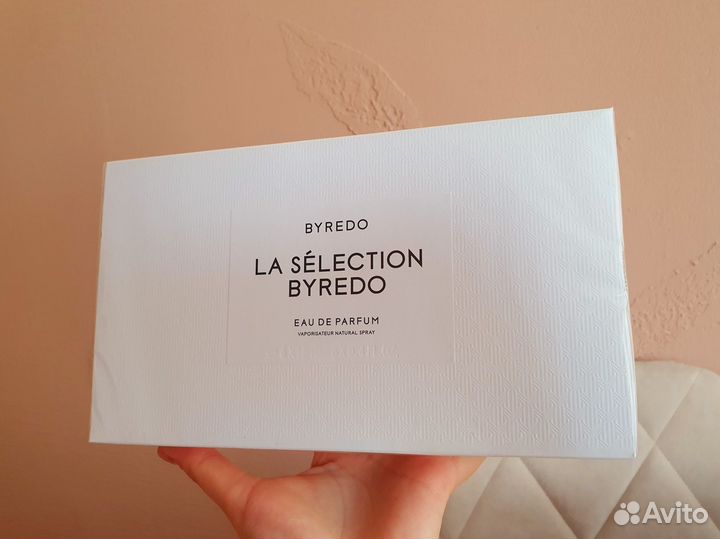 BYREDO
LA SÉLECTION
BYREDO
EAU DE PARFUM
VAPORISATEUR NATURAL SPRAY
Avito